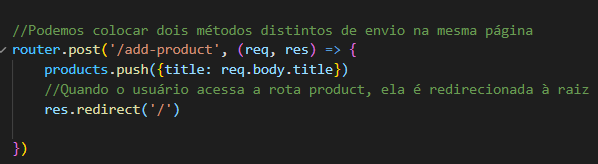 //Podemos colocar dois métodos distintos de envio na mesma página
router.post('/add-product', (req, res) => {
products.push({title: req.body.title})
//Quando o usuário acessa a rota product, ela é redirecionada à raiz
res.redirect('/')
})